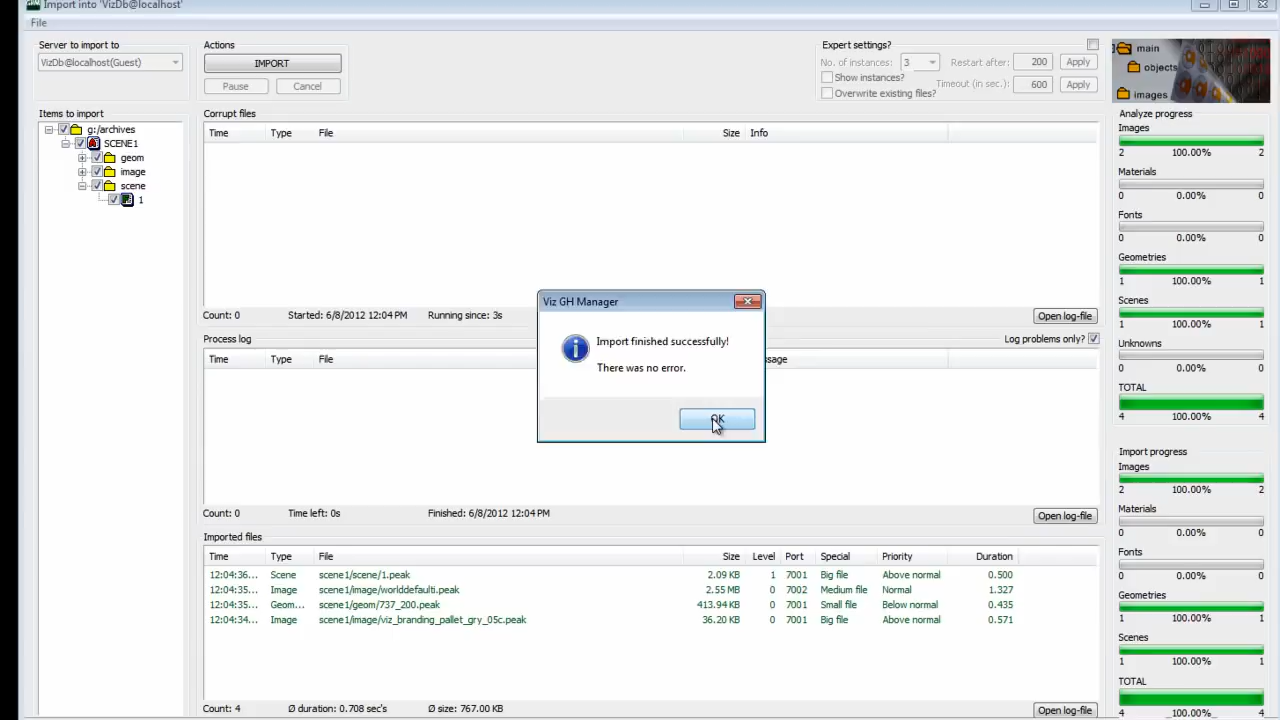 Import into 'VizDb@localhost'
File
Server to import to
VizDb@localhost(Guest)
Actions
IMPORT
Pause
Cancel
Expert settings?
No. of instances: 3
Restart after: 200 Apply
Show instances?
Timeout (in sec.): 600 Apply
Overwrite existing files?
main
objects
images
Items to import
g:/archives
SCENE1
geom
image
scene
1
Corrupt files
Time Type File Size Info
Count: 0 Started: 6/8/2012 12:04 PM Running since: 3s Open log-file
Process log Log problems only?
Time Type File
Count: 0 Time left: 0s Finished: 6/8/2012 12:04 PM Open log-file
Viz GH Manager
Import finished successfully!
There was no error.
OK
Imported files
Time Type File Size Level Port Special Priority Duration
12:04:36... Scene scene1/scene/1.peak 2.09 KB 1 7001 Big file Above normal 0.500
12:04:35... Image scene1/image/worlddefaulti.peak 2.55 MB 0 7002 Medium file Normal 1.327
12:04:35... Geom... scene1/geom/737_200.peak 413.94 KB 0 7001 Small file Below normal 0.435
12:04:34... Image scene1/image/viz_branding_pallet_gry_05c.peak 36.20 KB 0 7001 Big file Above normal 0.571
Count: 4 Ø duration: 0.708 sec's Ø size: 767.00 KB Open log-file
Analyze progress
Images
2 100.00% 2
Materials
0 0.00% 0
Fonts
0 0.00% 0
Geometries
1 100.00% 1
Scenes
1 100.00% 1
Unknowns
0 0.00% 0
TOTAL
4 100.00% 4
Import progress
Images
2 100.00% 2
Materials
0 0.00% 0
Fonts
0 0.00% 0
Geometries
1 100.00% 1
Scenes
1 100.00% 1
TOTAL
4 100.00% 4